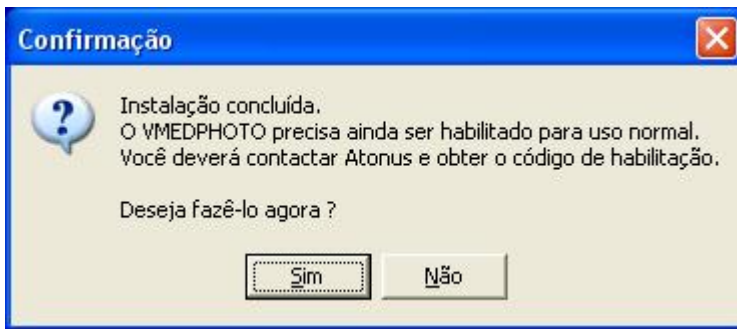 Confirmação
Instalação concluída.
O VMEDPHOTO precisa ainda ser habilitado para uso normal.
Você deverá contactar Atonus e obter o código de habilitação.
Deseja fazê-lo agora ?
Sim
Não